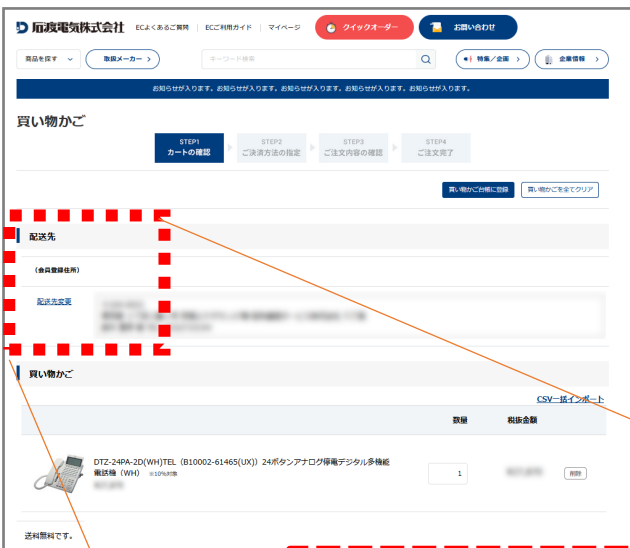 因幡電気株式会社 ECよくあるご質問 ECご利用ガイド マイページ クイックオーダー お問い合わせ
商品を探す 取扱メーカー キーワード検索 特集/企画 企業情報
お知らせが入ります。お知らせが入ります。お知らせが入ります。お知らせが入ります。お知らせが入ります。
買い物かご
STEP1 STEP2 STEP3 STEP4
カートの確認 ご決済方法の指定 ご注文内容の確認 ご注文完了
買い物かご台帳に登録 買い物かごを全てクリア
配送先
(会員登録住所)
配送先変更
買い物かご
CSV一括インポート
数量 税抜金額
DTZ-24PA-2D(WH)TEL(B10002-61465(UX)) 24ボタンアナログ停電デジタル多機能
電話機(WH) ※10%対象
1 削除
送料無料です。